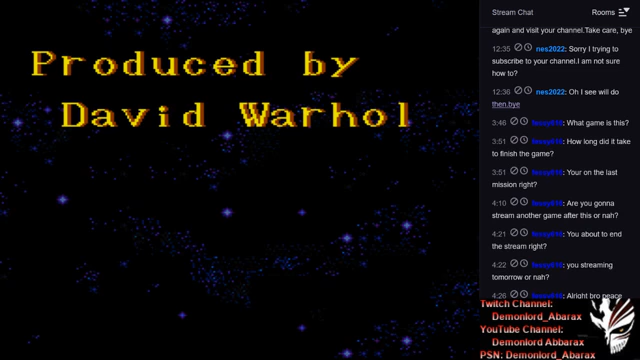 Produced by
David Warhol
Stream Chat
Rooms
again and visit your channel.Take care, bye
12:35 nes2022: Sorry I trying to
subscribe to your channel.I am not sure
how to?
12:36 nes2022: Oh I see will do
then.bye
3:46 : What game is this?
3:51 : How long did it take
to finish the game?
3:51 : Your on the last
mission right?
4:10 : Are you gonna
stream another game after this or nah?
4:21 : You about to end
the stream right?
4:22 : you streaming
tomorrow or nah?
4:26 : Alright bro peace
Twitch Channel:
Demonlord_Abarax
YouTube Channel:
Demonlord Abbarax
PSN: Demonlord_Abarax